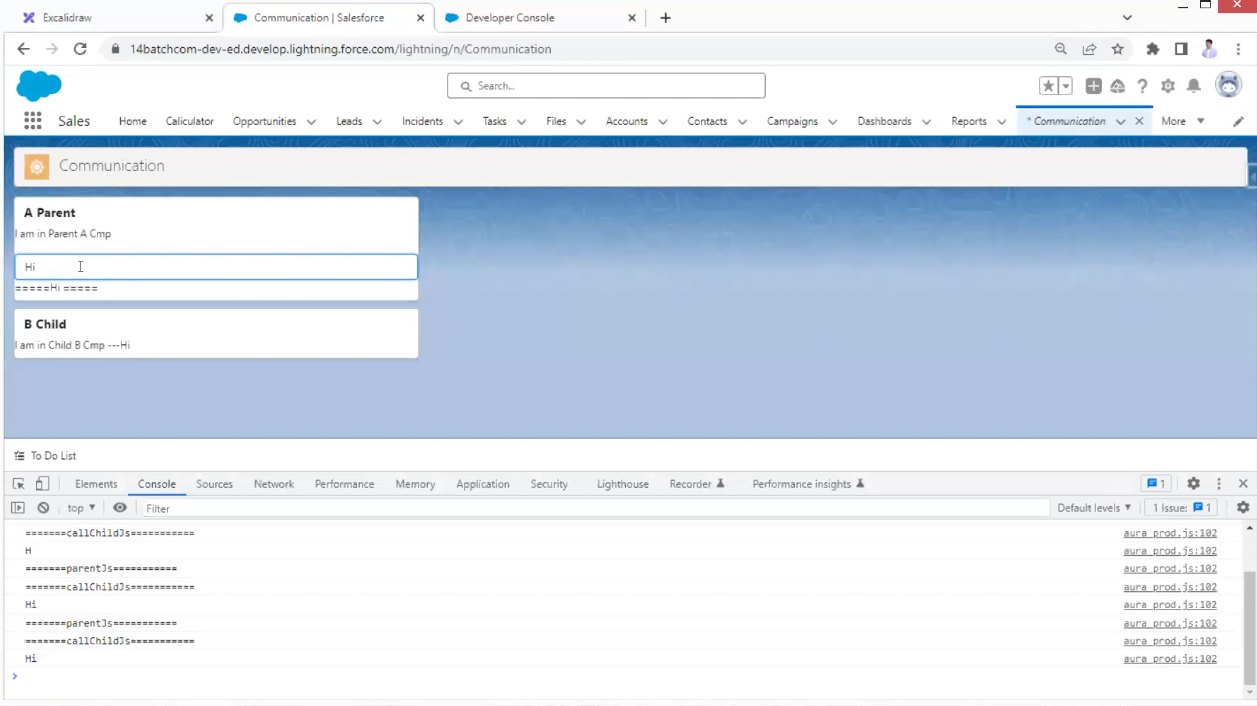 Excalidraw
Communication | Salesforce
Developer Console
14batchcom-dev-ed.develop.lightning.force.com/lightning/n/Communication
Search...
Sales Home Caliculator Opportunities Leads Incidents Tasks Files Accounts Contacts Campaigns Dashboards Reports * Communication More
Communication
A Parent
I am in Parent A Cmp
Hi
=====Hi =====
B Child
I am in Child B Cmp ---Hi
To Do List
Elements Console Sources Network Performance Memory Application Security Lighthouse Recorder Performance insights 1
top Filter Default levels 1 Issue: 1
=======callChildJs=========== aura_prod.js:102
H aura_prod.js:102
=======parentJs=========== aura_prod.js:102
=======callChildJs=========== aura_prod.js:102
Hi aura_prod.js:102
=======parentJs=========== aura_prod.js:102
=======callChildJs=========== aura_prod.js:102
Hi aura_prod.js:102